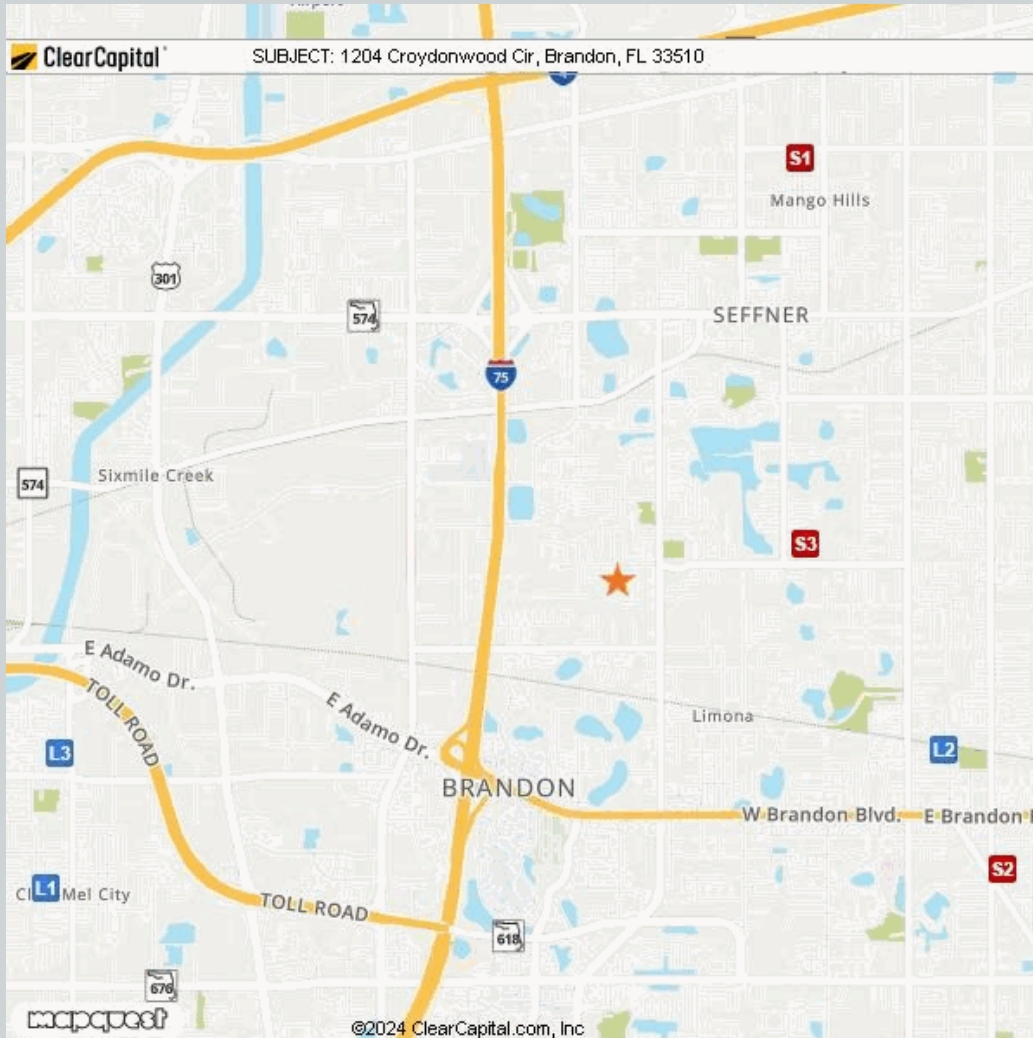 ClearCapital
SUBJECT: 1204 Croydonwood Cir, Brandon, FL 33510
S1
Mango Hills
301
574
SEFFNER
75
574
Sixmile Creek
S3
E Adamo Dr.
TOLL ROAD
E Adamo Dr.
Limona
L3
L2
BRANDON
W Brandon Blvd.
E Brandon
S2
L1
Mel City
TOLL ROAD
618
676
mapquest
©2024 ClearCapital.com, Inc